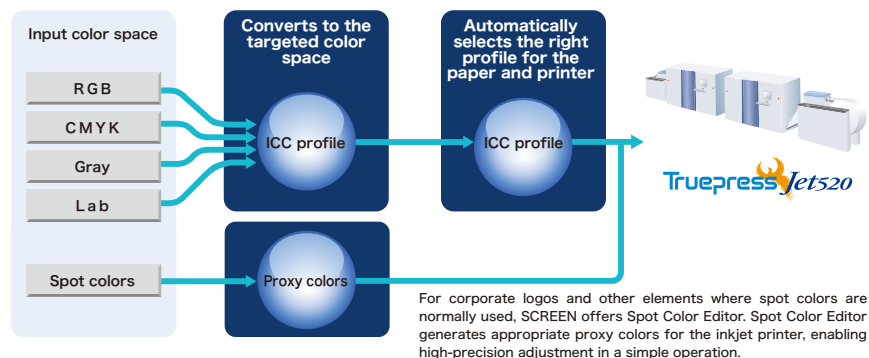 Input color space
RGB
CMYK
Gray
Lab
Spot colors
Converts to the
targeted color
space
ICC profile
Automatically
selects the right
profile for the
paper and printer
ICC profile
Proxy colors
Truepress Jet520
For corporate logos and other elements where spot colors are
normally used, SCREEN offers Spot Color Editor. Spot Color Editor
generates appropriate proxy colors for the inkjet printer, enabling
high-precision adjustment in a simple operation.